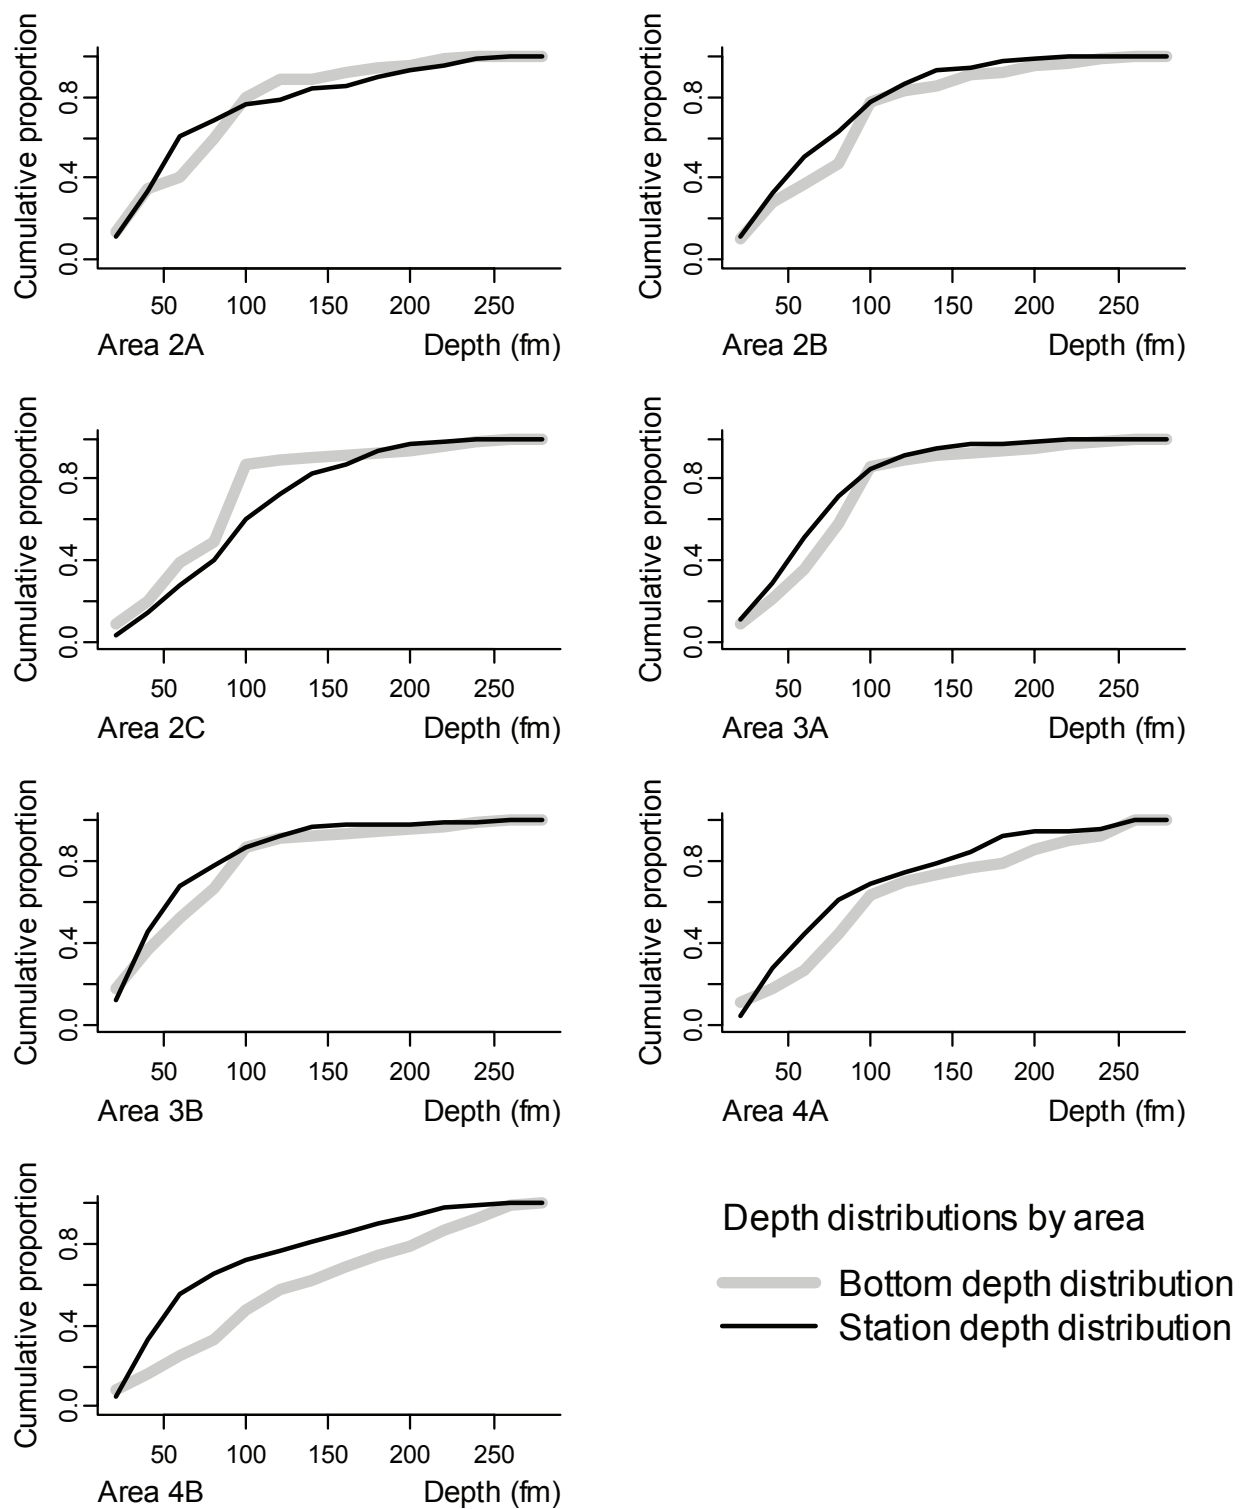 Cumulative proportion
0.0 0.4 0.8
50 100 150 200 250
Area 2A Depth (fm)
Cumulative proportion
0.0 0.4 0.8
50 100 150 200 250
Area 2B Depth (fm)
Cumulative proportion
0.0 0.4 0.8
50 100 150 200 250
Area 2C Depth (fm)
Cumulative proportion
0.0 0.4 0.8
50 100 150 200 250
Area 3A Depth (fm)
Cumulative proportion
0.0 0.4 0.8
50 100 150 200 250
Area 3B Depth (fm)
Cumulative proportion
0.0 0.4 0.8
50 100 150 200 250
Area 4A Depth (fm)
Cumulative proportion
0.0 0.4 0.8
50 100 150 200 250
Area 4B Depth (fm)
Depth distributions by area
Bottom depth distribution
Station depth distribution